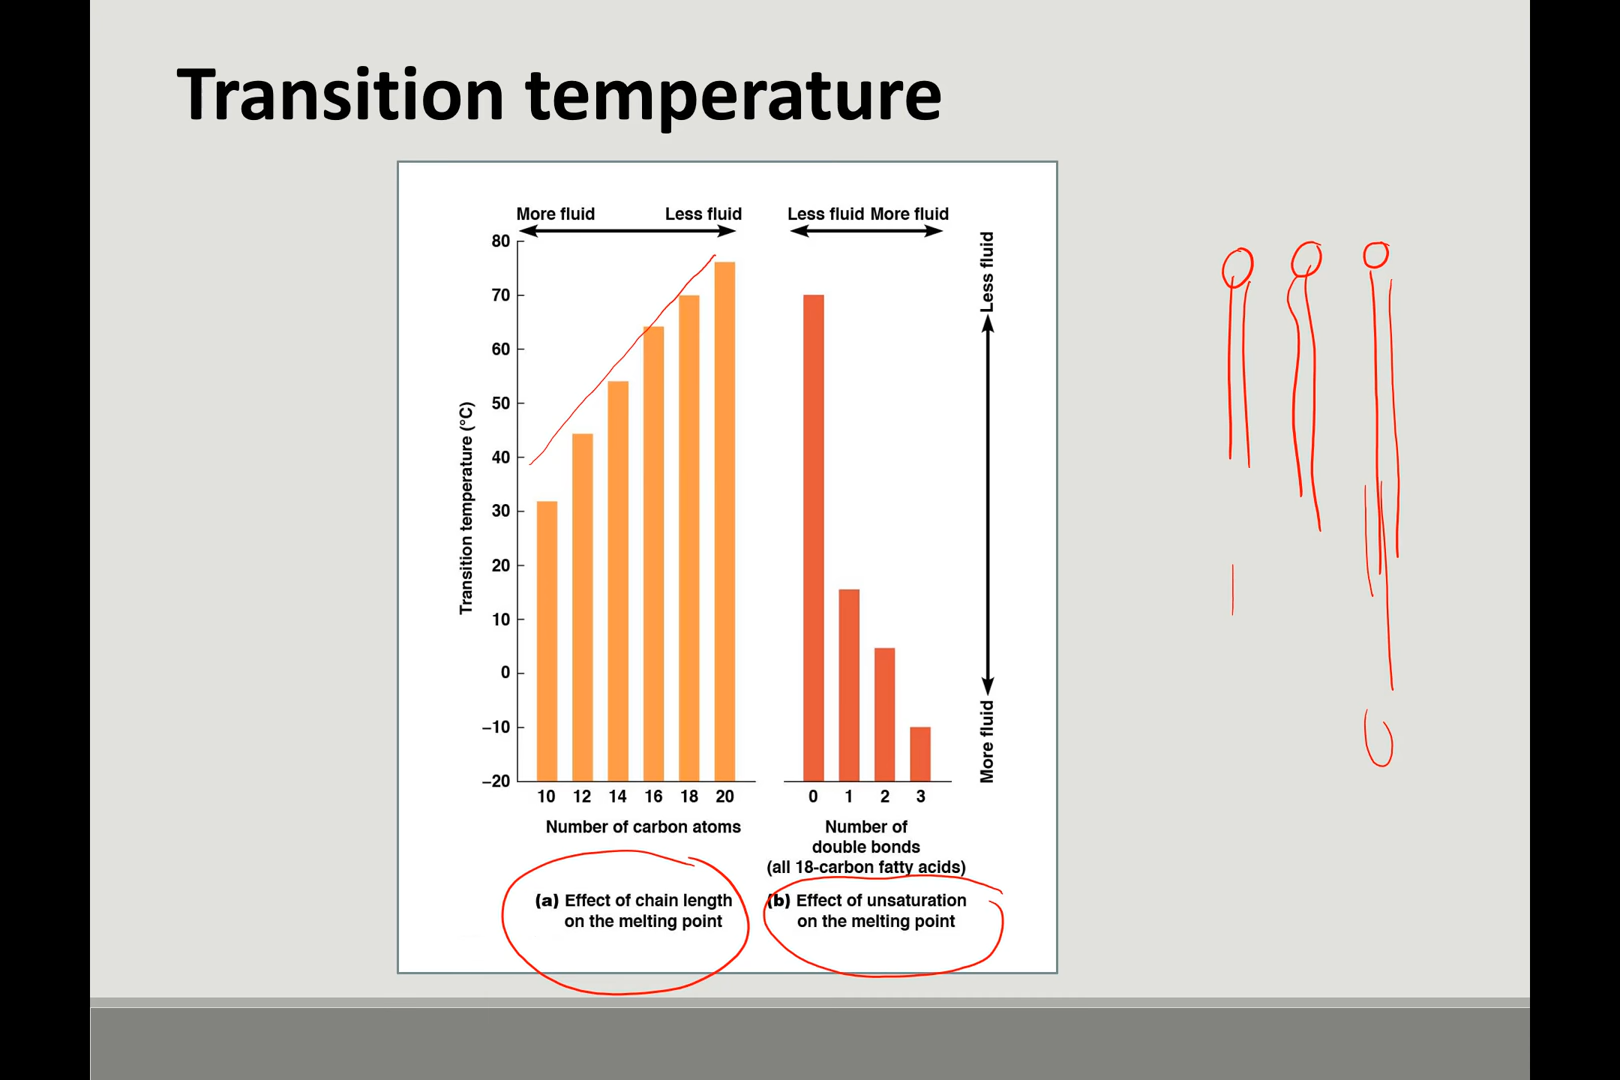 Transition temperature
More fluid Less fluid
Less fluid More fluid
80
70
60
50
40
30
20
10
0
−10
−20
Transition temperature (°C)
10 12 14 16 18 20
Number of carbon atoms
(a) Effect of chain length
on the melting point
0 1 2 3
Number of
double bonds
(all 18-carbon fatty acids)
(b) Effect of unsaturation
on the melting point
Less fluid
More fluid